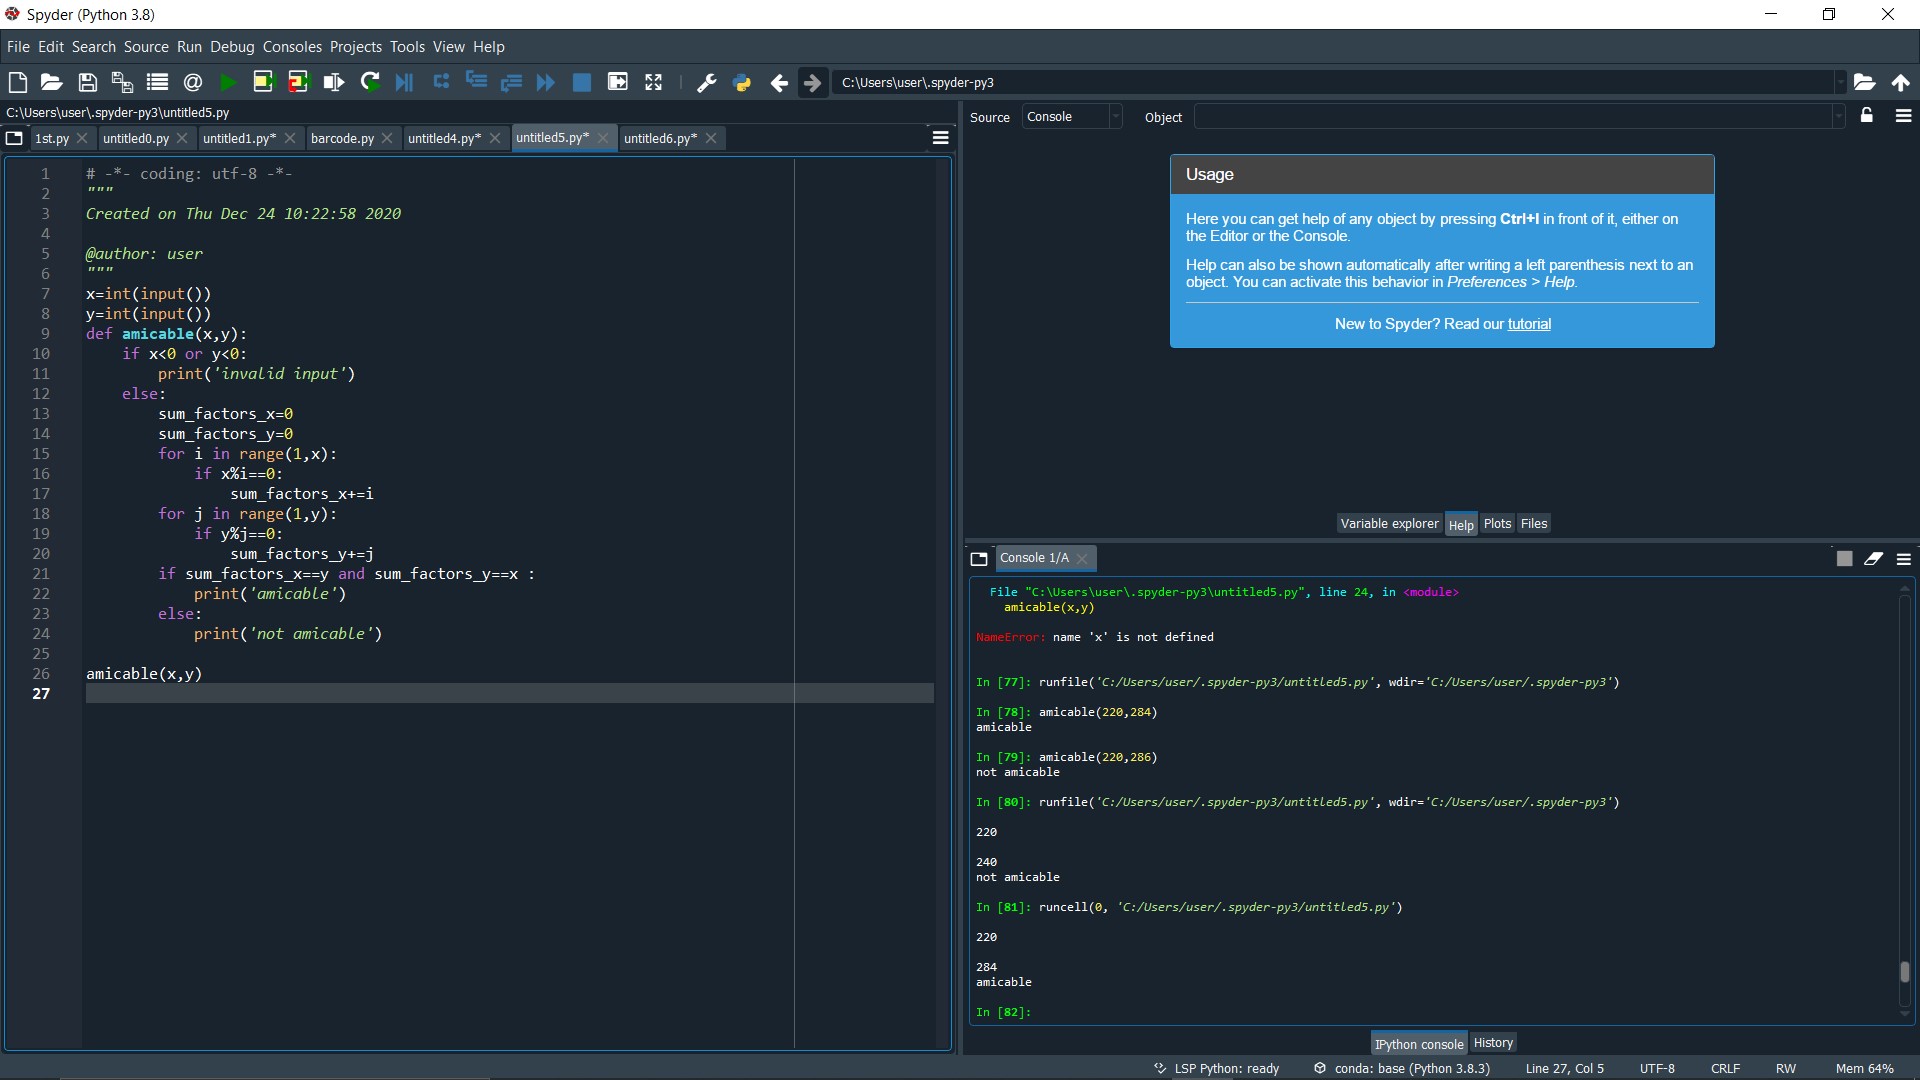 Spyder (Python 3.8)
File Edit Search Source Run Debug Consoles Projects Tools View Help
C:\Users\user\.spyder-py3
C:\Users\user\.spyder-py3\untitled5.py
1st.py untitled0.py untitled1.py* barcode.py untitled4.py* untitled5.py* untitled6.py*
1 # -*- coding: utf-8 -*-
2 """
3 Created on Thu Dec 24 10:22:58 2020
4
5 @author: user
6 """
7 x=int(input())
8 y=int(input())
9 def amicable(x,y):
10     if x<0 or y<0:
11         print('invalid input')
12     else:
13         sum_factors_x=0
14         sum_factors_y=0
15         for i in range(1,x):
16             if x%i==0:
17                 sum_factors_x+=i
18         for j in range(1,y):
19             if y%j==0:
20                 sum_factors_y+=j
21         if sum_factors_x==y and sum_factors_y==x :
22             print('amicable')
23         else:
24             print('not amicable')
25
26 amicable(x,y)
27
Source Console Object
Usage
Here you can get help of any object by pressing Ctrl+I in front of it, either on
the Editor or the Console.
Help can also be shown automatically after writing a left parenthesis next to an
object. You can activate this behavior in Preferences > Help.
New to Spyder? Read our tutorial
Variable explorer Help Plots Files
Console 1/A
File "C:\Users\user\.spyder-py3\untitled5.py", line 24, in <module>
amicable(x,y)
NameError: name 'x' is not defined
In [77]: runfile('C:/Users/user/.spyder-py3/untitled5.py', wdir='C:/Users/user/.spyder-py3')
In [78]: amicable(220,284)
amicable
In [79]: amicable(220,286)
not amicable
In [80]: runfile('C:/Users/user/.spyder-py3/untitled5.py', wdir='C:/Users/user/.spyder-py3')
220
240
not amicable
In [81]: runcell(0, 'C:/Users/user/.spyder-py3/untitled5.py')
220
284
amicable
In [82]:
IPython console History
LSP Python: ready conda: base (Python 3.8.3) Line 27, Col 5 UTF-8 CRLF RW Mem 64%